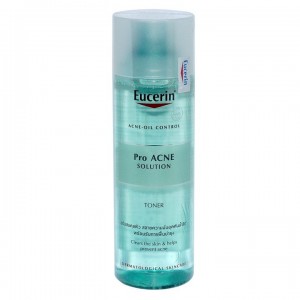 Eucerin
Eucerin
ACNE-OIL CONTROL
Pro ACNE
SOLUTION
TONER
Clears the skin & helps
prevent acne
DERMATOLOGICAL SKINCARE